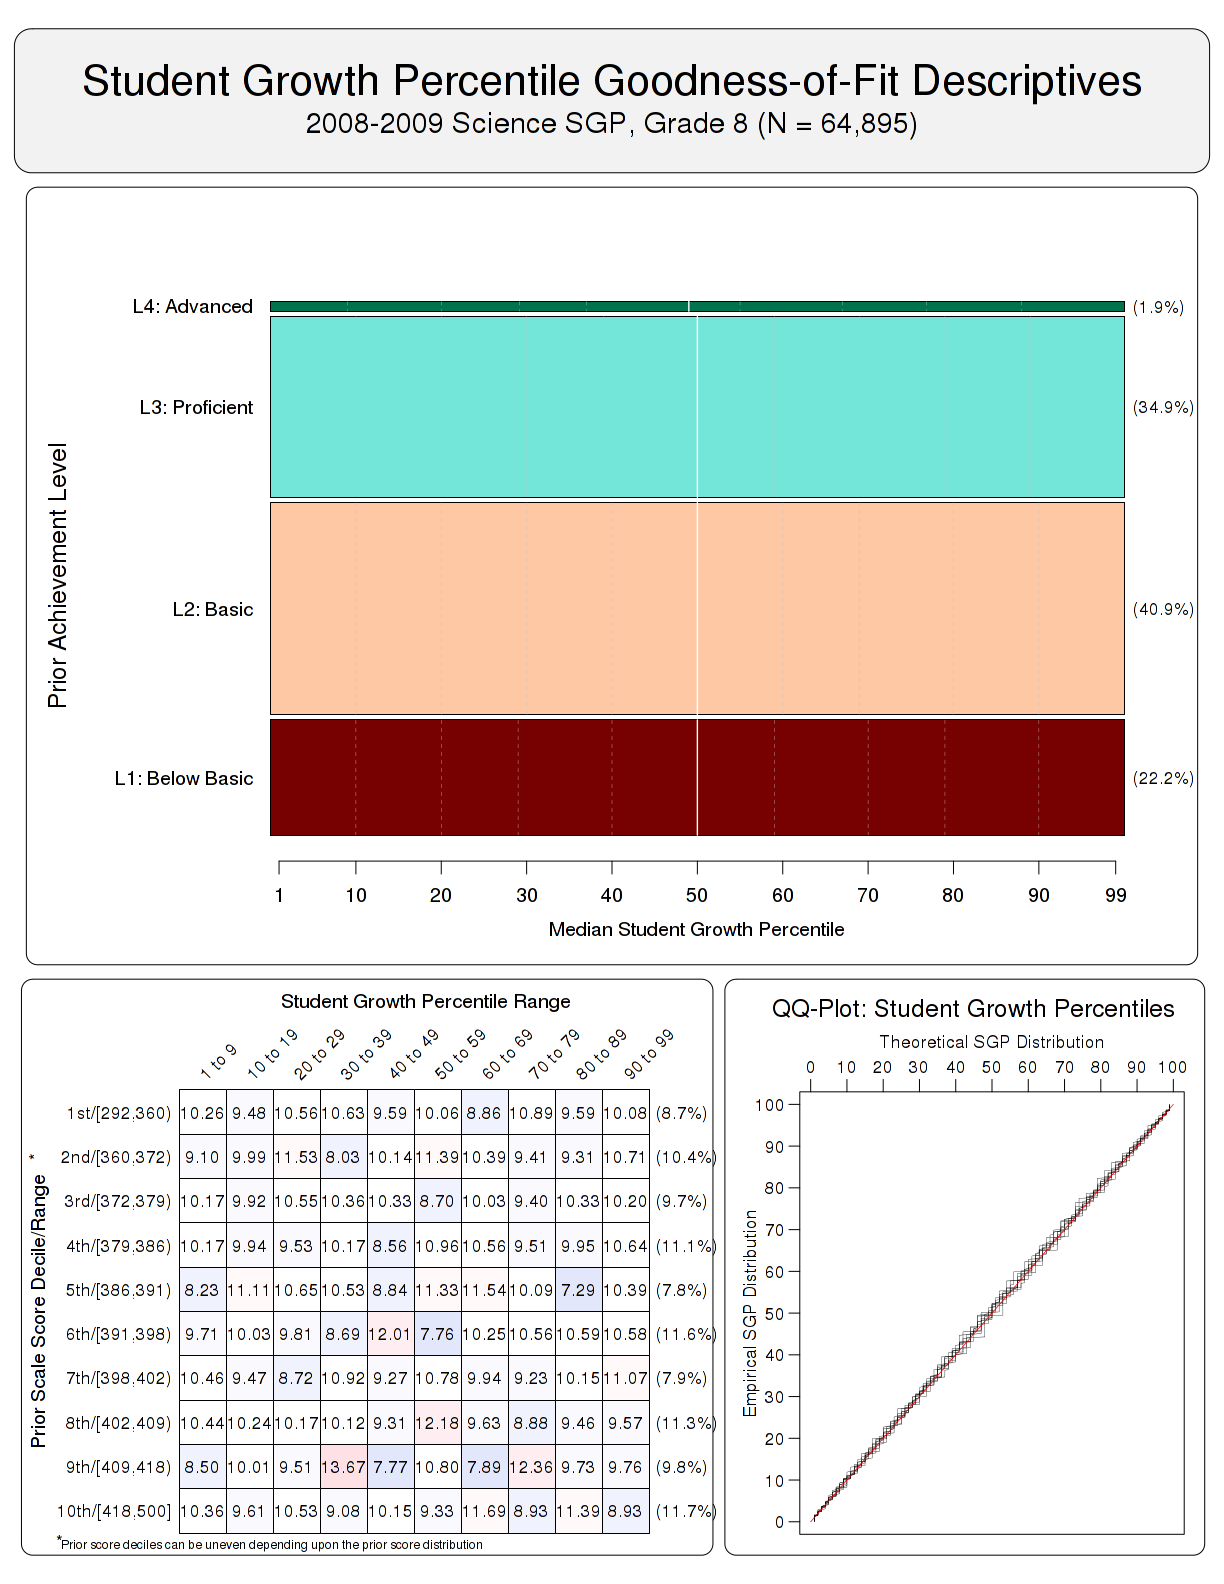 Student Growth Percentile Goodness-of-Fit Descriptives
2008-2009 Science SGP, Grade 8 (N = 64,895)
Prior Achievement Level
L4: Advanced (1.9%)
L3: Proficient (34.9%)
L2: Basic (40.9%)
L1: Below Basic (22.2%)
1 10 20 30 40 50 60 70 80 90 99
Median Student Growth Percentile
Student Growth Percentile Range
1 to 9 10 to 19 20 to 29 30 to 39 40 to 49 50 to 59 60 to 69 70 to 79 80 to 89 90 to 99
Prior Scale Score Decile/Range *
1st/[292,360) 10.26 9.48 10.56 10.63 9.59 10.06 8.86 10.89 9.59 10.08 (8.7%)
2nd/[360,372) 9.10 9.99 11.53 8.03 10.14 11.39 10.39 9.41 9.31 10.71 (10.4%)
3rd/[372,379) 10.17 9.92 10.55 10.36 10.33 8.70 10.03 9.40 10.33 10.20 (9.7%)
4th/[379,386) 10.17 9.94 9.53 10.17 8.56 10.96 10.56 9.51 9.95 10.64 (11.1%)
5th/[386,391) 8.23 11.11 10.65 10.53 8.84 11.33 11.54 10.09 7.29 10.39 (7.8%)
6th/[391,398) 9.71 10.03 9.81 8.69 12.01 7.76 10.25 10.56 10.59 10.58 (11.6%)
7th/[398,402) 10.46 9.47 8.72 10.92 9.27 10.78 9.94 9.23 10.15 11.07 (7.9%)
8th/[402,409) 10.44 10.24 10.17 10.12 9.31 12.18 9.63 8.88 9.46 9.57 (11.3%)
9th/[409,418) 8.50 10.01 9.51 13.67 7.77 10.80 7.89 12.36 9.73 9.76 (9.8%)
10th/[418,500] 10.36 9.61 10.53 9.08 10.15 9.33 11.69 8.93 11.39 8.93 (11.7%)
*Prior score deciles can be uneven depending upon the prior score distribution
QQ-Plot: Student Growth Percentiles
Theoretical SGP Distribution
0 10 20 30 40 50 60 70 80 90 100
Empirical SGP Distribution
100
90
80
70
60
50
40
30
20
10
0